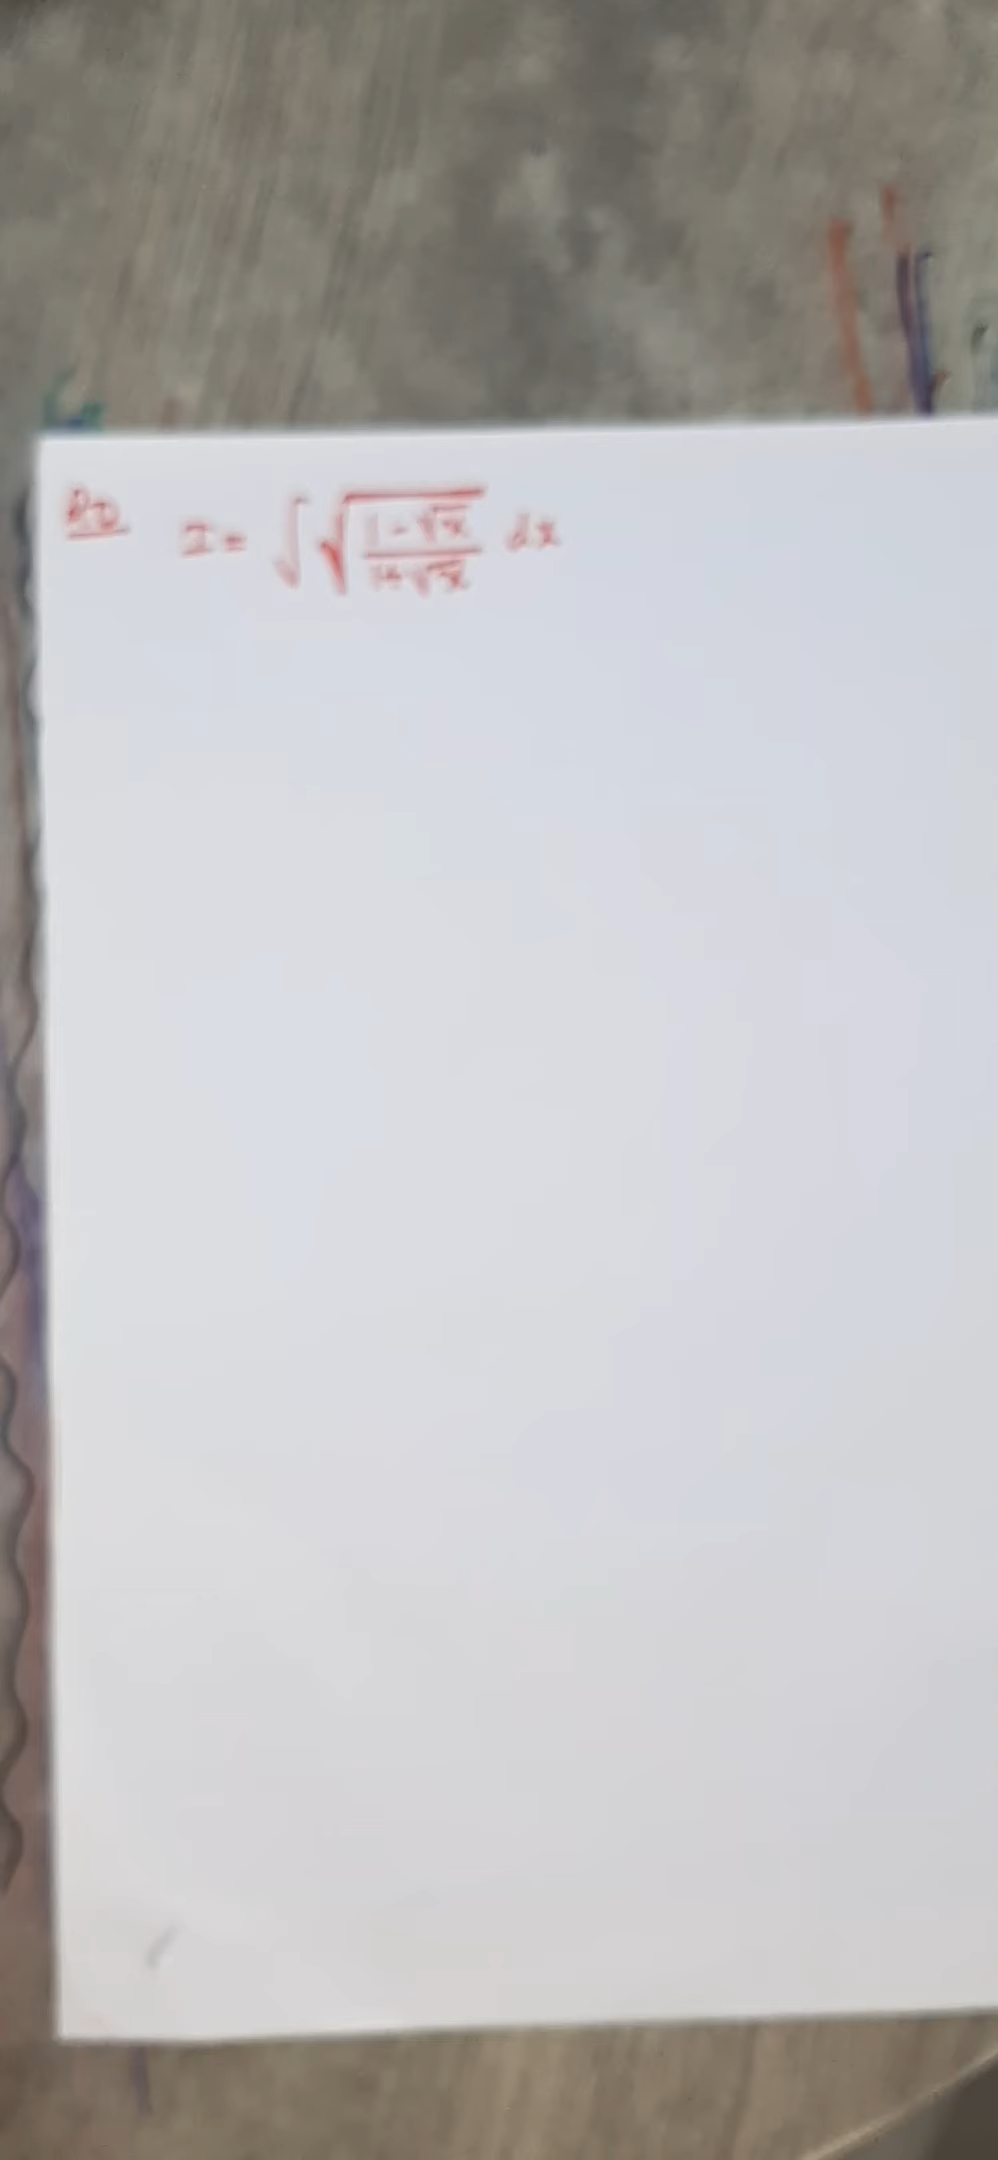 I = ∫ √((1-√x)/(1+√x)) dx